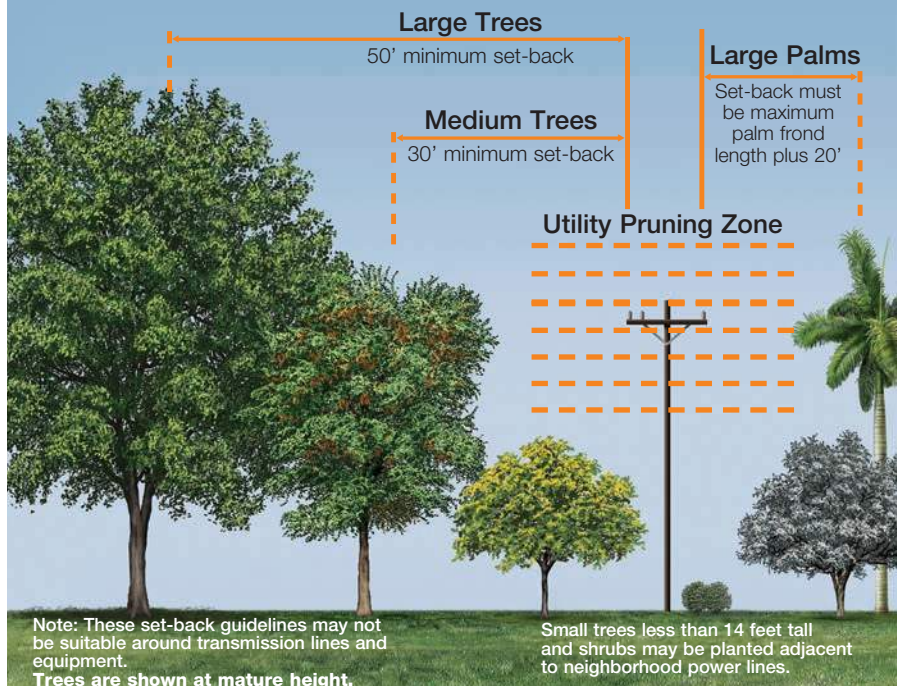 Large Trees
50’ minimum set-back
Large Palms
Set-back must
be maximum
palm frond
length plus 20’
Medium Trees
30’ minimum set-back
Utility Pruning Zone
Note: These set-back guidelines may not
be suitable around transmission lines and
equipment.
Trees are shown at mature height.
Small trees less than 14 feet tall
and shrubs may be planted adjacent
to neighborhood power lines.